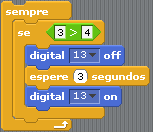 sempre
se 3 > 4
digital 13 off
espere 3 segundos
digital 13 on